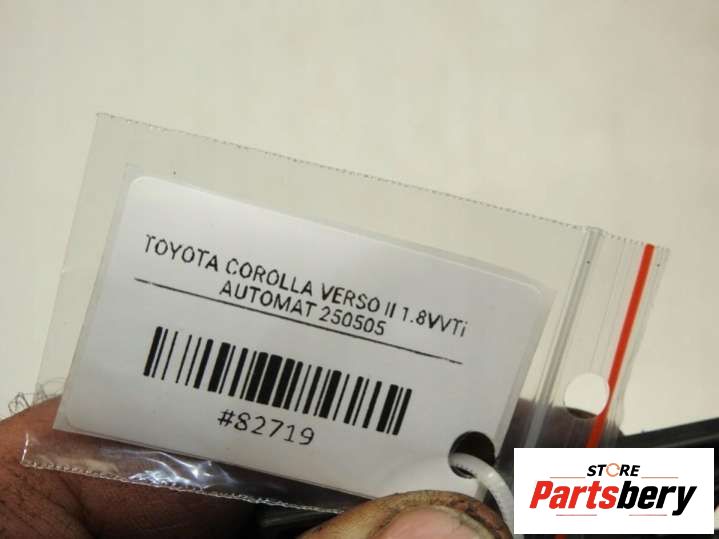 TOYOTA COROLLA VERSO II 1.8VVTi
AUTOMAT 250505
#82719
STORE
Partsbery